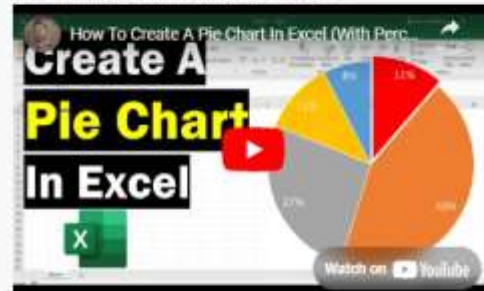 How To Create A Pie Chart In Excel (With Perc...
Create A
Pie Chart
In Excel
8%
11%
27%
X
Watch on YouTube